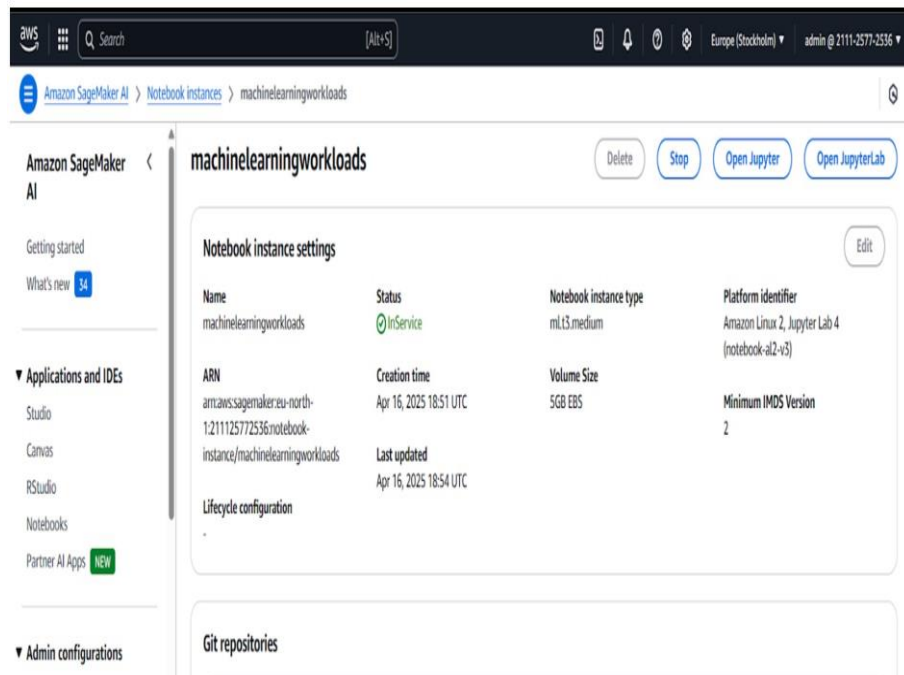 aws
Search [Alt+S]
Europe (Stockholm) ▼ admin @ 2111-2577-2536 ▼
Amazon SageMaker AI > Notebook instances > machinelearningworkloads
Amazon SageMaker
AI
Getting started
What's new 34
▼ Applications and IDEs
Studio
Canvas
RStudio
Notebooks
Partner AI Apps NEW
▼ Admin configurations
machinelearningworkloads
Delete Stop Open Jupyter Open JupyterLab
Notebook instance settings
Edit
Name
machinelearningworkloads
ARN
arn:aws:sagemaker:eu-north-
1:211125772536:notebook-
instance/machinelearningworkloads
Lifecycle configuration
-
Status
InService
Creation time
Apr 16, 2025 18:51 UTC
Last updated
Apr 16, 2025 18:54 UTC
Notebook instance type
ml.t3.medium
Volume Size
5GB EBS
Platform identifier
Amazon Linux 2, Jupyter Lab 4
(notebook-al2-v3)
Minimum IMDS Version
2
Git repositories